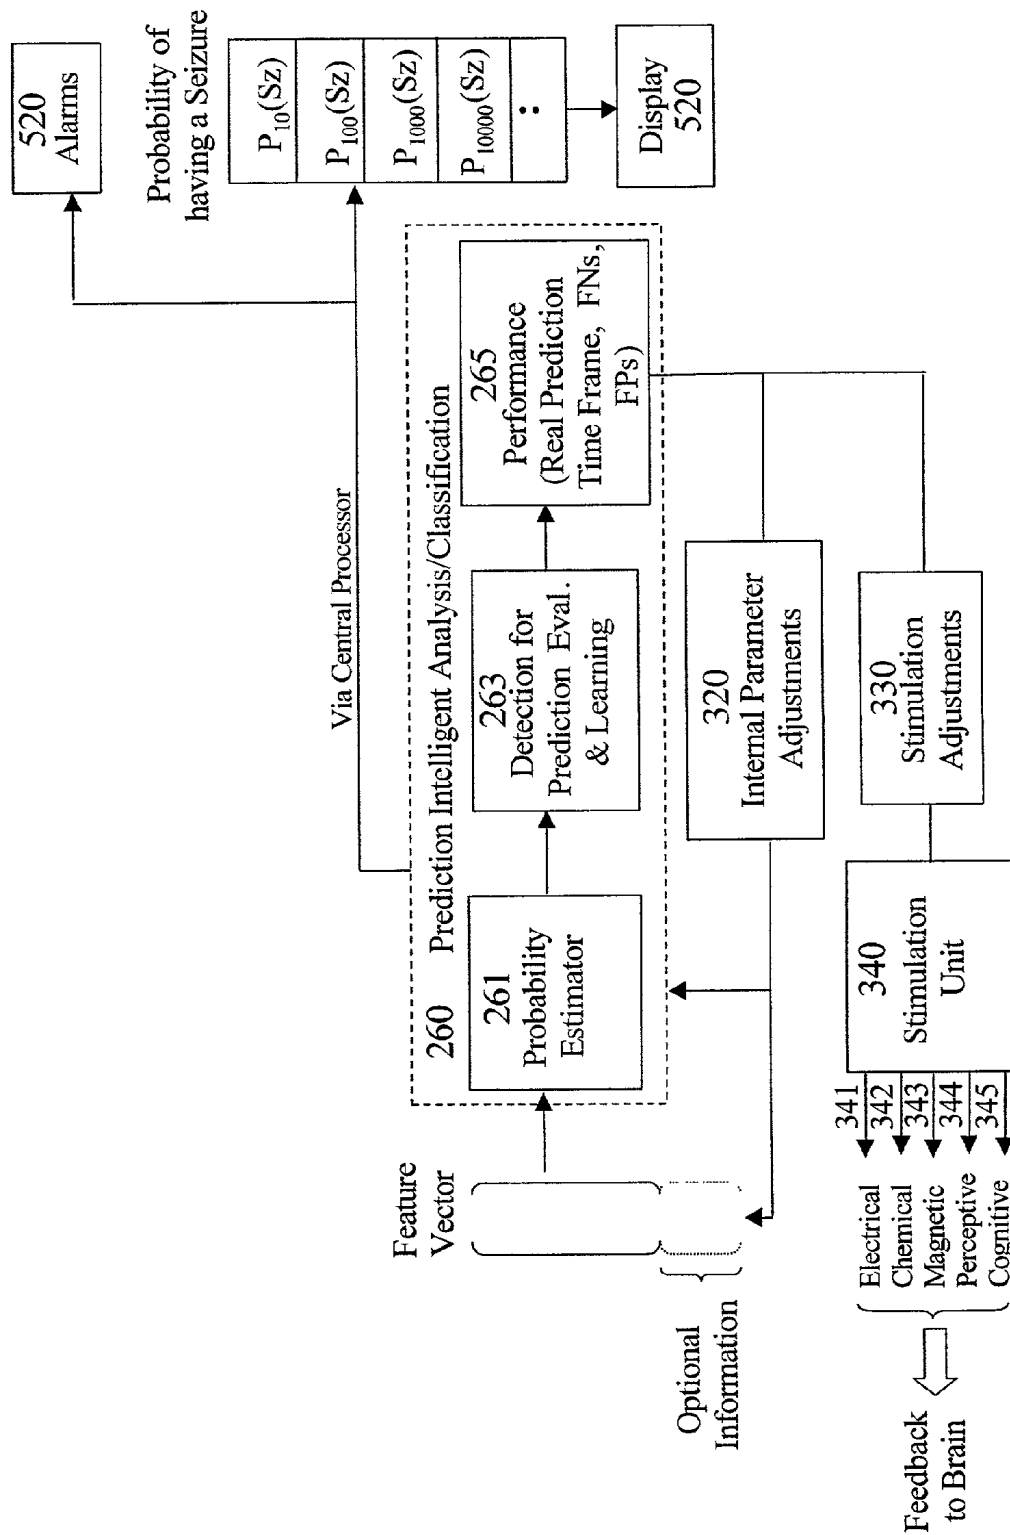 520
Alarms
Probability of
having a Seizure
P10(Sz)
P100(Sz)
P1000(Sz)
P10000(Sz)
:
Display
520
Via Central Processor
260 Prediction Intelligent Analysis/Classification
261
Probability
Estimator
263
Detection for
Prediction Eval.
& Learning
265
Performance
(Real Prediction
Time Frame, FNs,
FPs)
Feature
Vector
Optional
Information
320
Internal Parameter
Adjustments
330
Stimulation
Adjustments
340
Stimulation
Unit
341
342
343
344
345
Electrical
Chemical
Magnetic
Perceptive
Cognitive
Feedback
to Brain